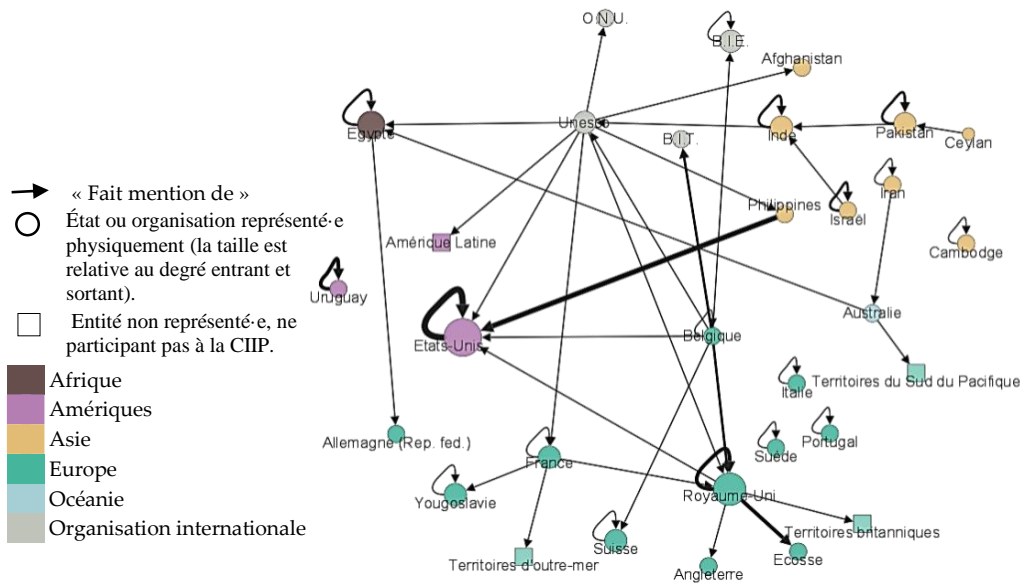 O.N.U.
B.I.E.
Afghanistan
Egypte
Unesco
B.I.T.
Inde
Pakistan
Ceylan
« Fait mention de »
État ou organisation représenté·e
physiquement (la taille est
relative au degré entrant et
sortant).
Entité non représenté·e, ne
participant pas à la CIIP.
Afrique
Amériques
Asie
Europe
Océanie
Organisation internationale
Iran
Philippines
Israël
Amérique Latine
Cambodge
Uruguay
Australie
Etats-Unis
Belgique
Italie
Territoires du Sud du Pacifique
Allemagne (Rep. fed.)
Portugal
Suède
France
Yougoslavie
Royaume-Uni
Territoires britanniques
Suisse
Ecosse
Territoires d'outre-mer
Angleterre